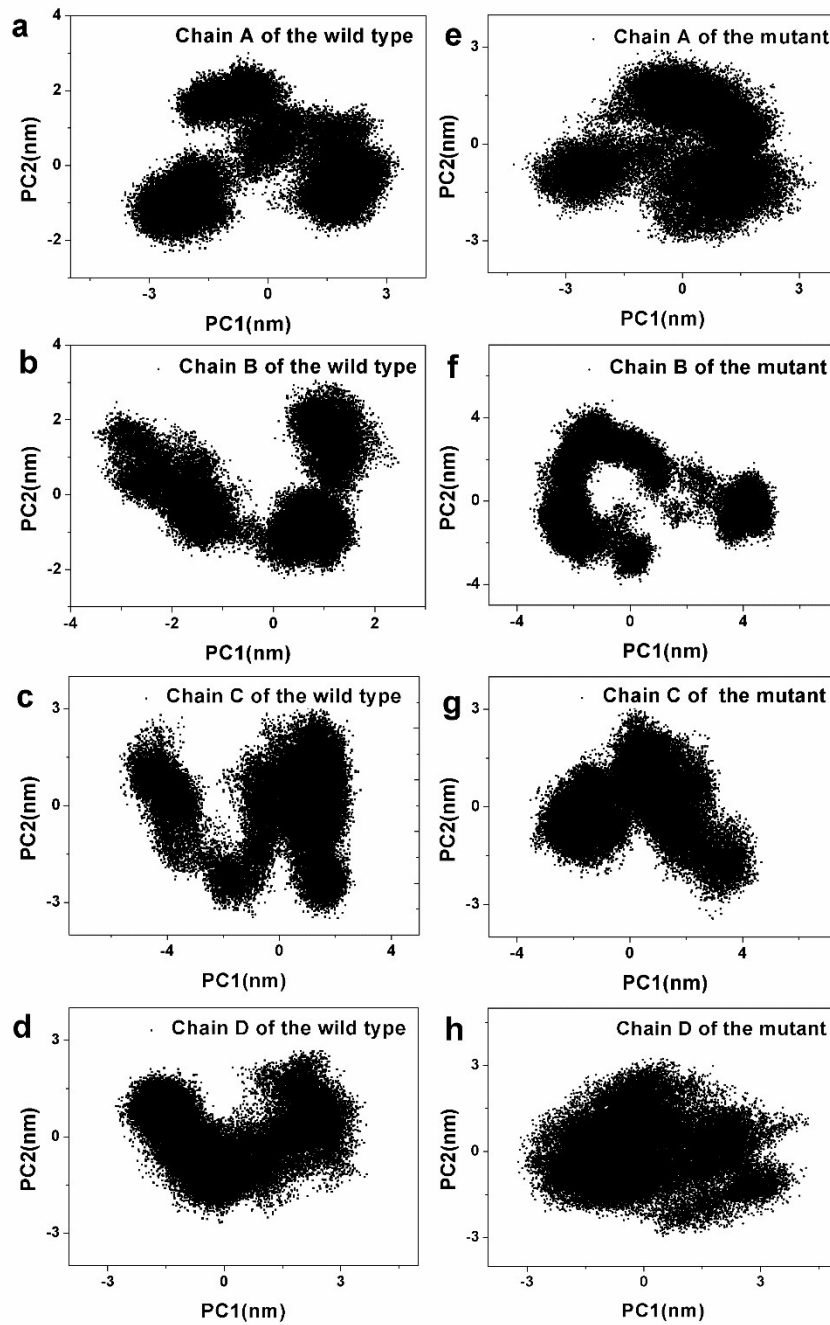 a
Chain A of the wild type
4
2
0
-2
PC2(nm)
-3
0
3
PC1(nm)
e
Chain A of the mutant
3
0
-3
PC2(nm)
-3
0
3
PC1(nm)
b
Chain B of the wild type
4
2
0
-2
PC2(nm)
-4
-2
0
2
PC1(nm)
f
Chain B of the mutant
4
0
-4
PC2(nm)
-4
0
4
PC1(nm)
c
Chain C of the wild type
3
0
-3
PC2(nm)
-4
0
4
PC1(nm)
g
Chain C of the mutant
3
0
-3
PC2(nm)
-4
0
4
PC1(nm)
d
Chain D of the wild type
3
0
-3
PC2(nm)
-3
0
3
PC1(nm)
h
Chain D of the mutant
3
0
-3
PC2(nm)
-3
0
3
PC1(nm)